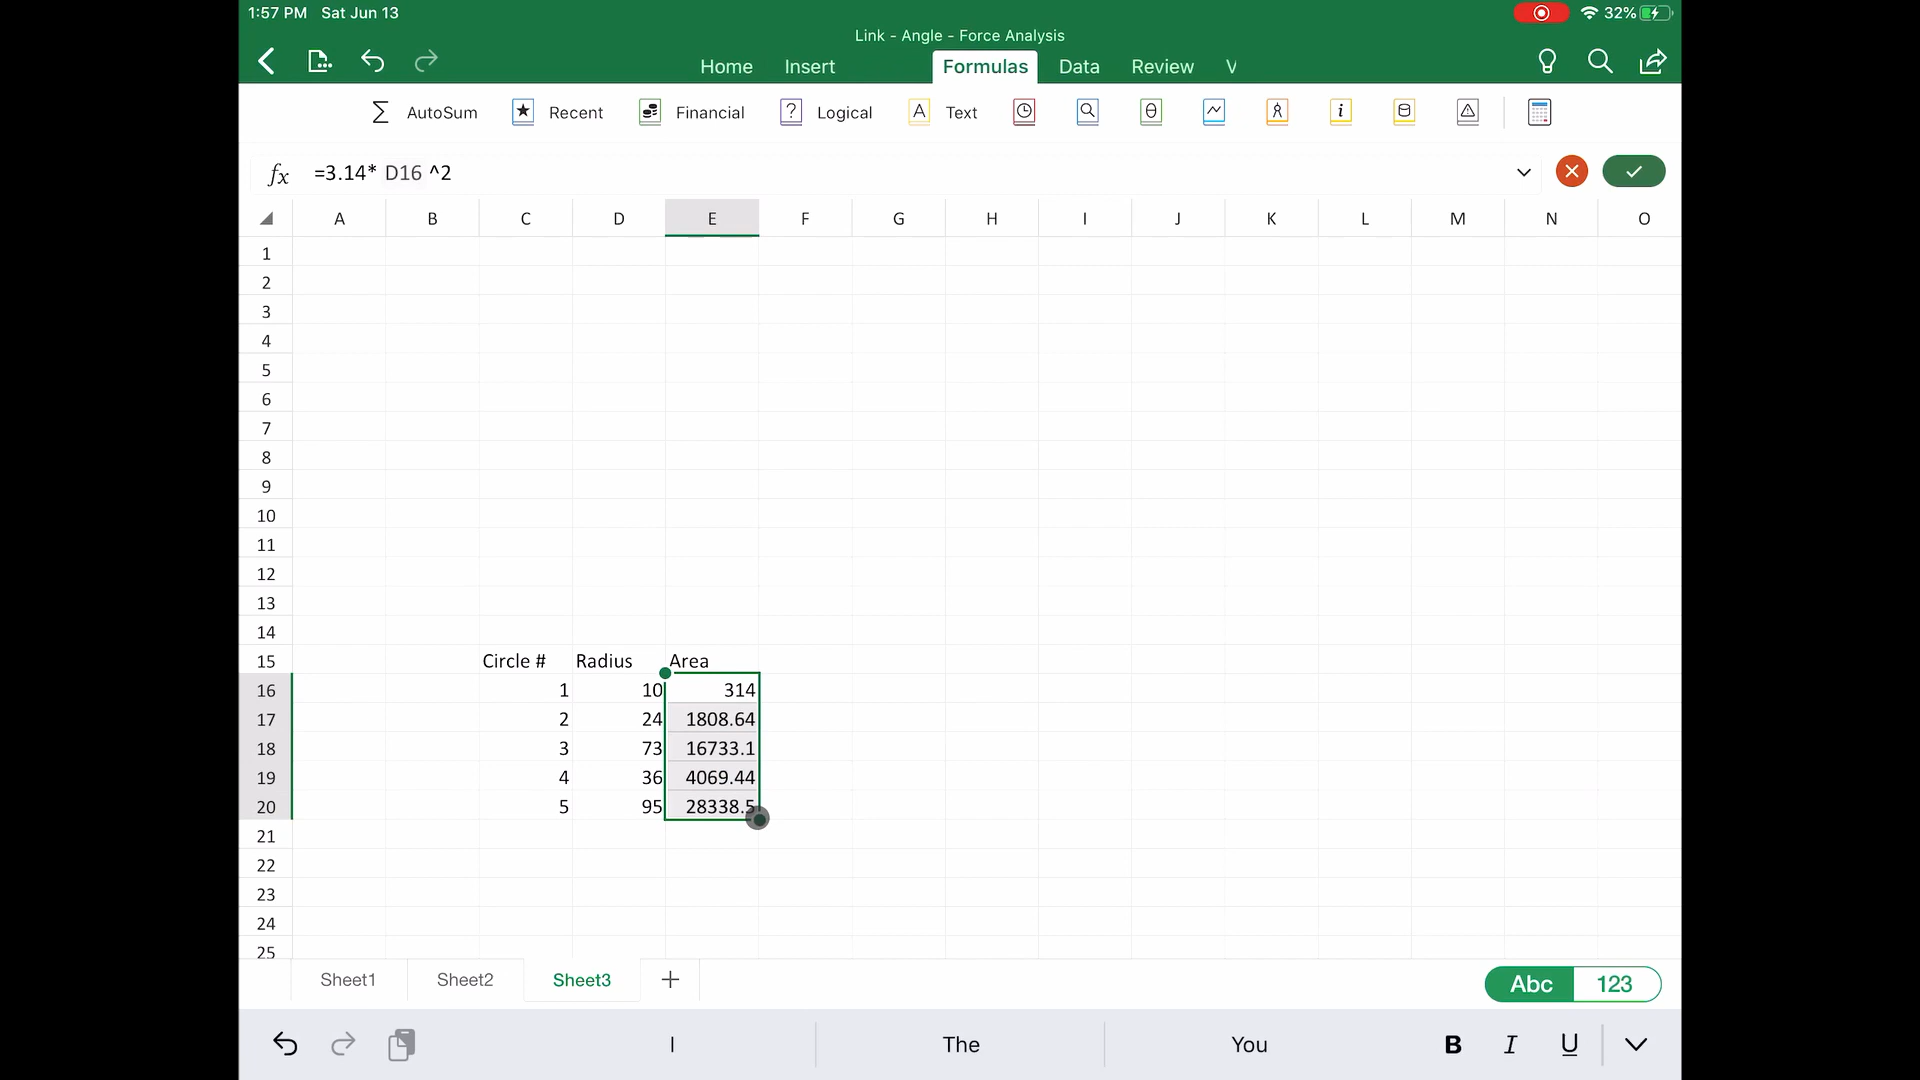 1:57 PM Sat Jun 13
32%
Link - Angle - Force Analysis
Home Insert Formulas Data Review V
AutoSum Recent Financial Logical Text
fx =3.14* D16 ^2
A B C D E F G H I J K L M N O
1
2
3
4
5
6
7
8
9
10
11
12
13
14
15 Circle # Radius Area
16 1 10 314
17 2 24 1808.64
18 3 73 16733.1
19 4 36 4069.44
20 5 95 28338.5
21
22
23
24
25
Sheet1 Sheet2 Sheet3 +
Abc 123
I The You B I U